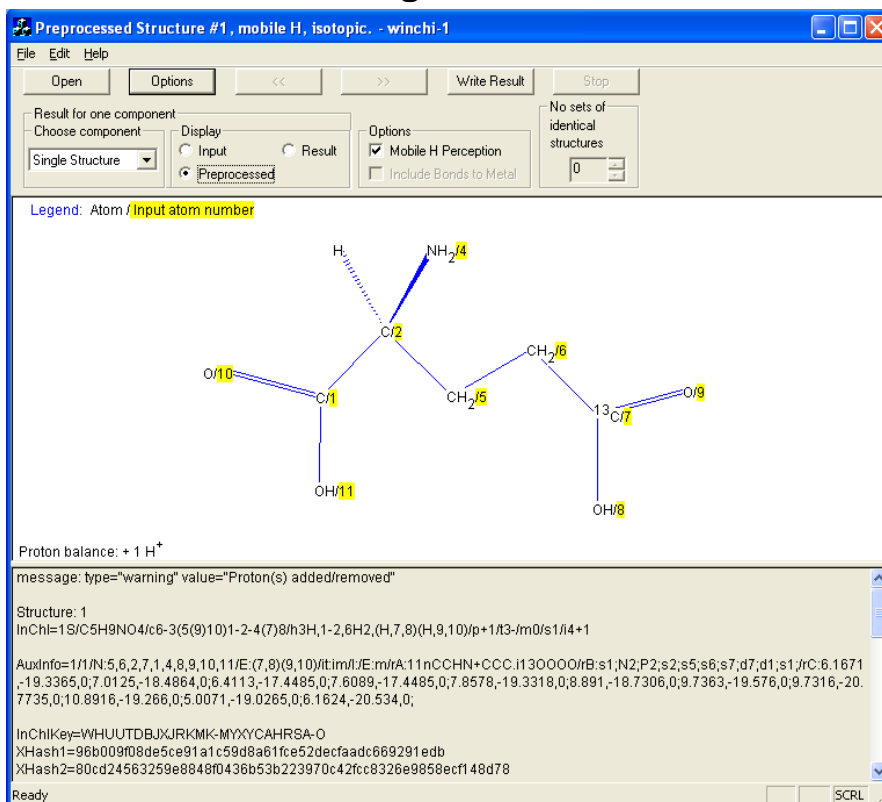 Preprocessed Structure #1, mobile H, isotopic. - winchi-1
File Edit Help
Open Options << >> Write Result Stop
Result for one component
Choose component
Single Structure
Display
Input Result
Preprocessed
Options
Mobile H Perception
Include Bonds to Metal
No sets of
identical
structures
0
Legend: Atom /Input atom number
H NH2/4
C/2
CH2/6
O/10
C/1
CH2/5
O/9
13C/7
OH/11
OH/8
Proton balance: + 1 H+
message: type="warning" value="Proton(s) added/removed"
Structure: 1
InChI=1S/C5H9NO4/c6-3(5(9)10)1-2-4(7)8/h3H,1-2,6H2,(H,7,8)(H,9,10)/p+1/t3-/m0/s1/i4+1
AuxInfo=1/1/N:5,6,2,7,1,4,8,9,10,11/E:(7,8)(9,10)/it:im/I:/E:m/rA:11nCCHN+CCC.i13OOOO/rB:s1;N2;P2;s2;s5;s6;s7;d7;d1;s1;/rC:6.1671
,-19.3365,0;7.0125,-18.4864,0;6.4113,-17.4485,0;7.6089,-17.4485,0;7.8578,-19.3318,0;8.891,-18.7306,0;9.7363,-19.576,0;9.7316,-20.
7735,0;10.8916,-19.266,0;5.0071,-19.0265,0;6.1624,-20.534,0;
InChIKey=WHUUTDBJXJRKMK-MYXYCAHRSA-O
XHash1=96b009f08de5ce91a1c59d8a61fce52decfaadc669291edb
XHash2=80cd24563259e8848f0436b53b223970c42fcc8326e9858ecf148d78
Ready SCRL